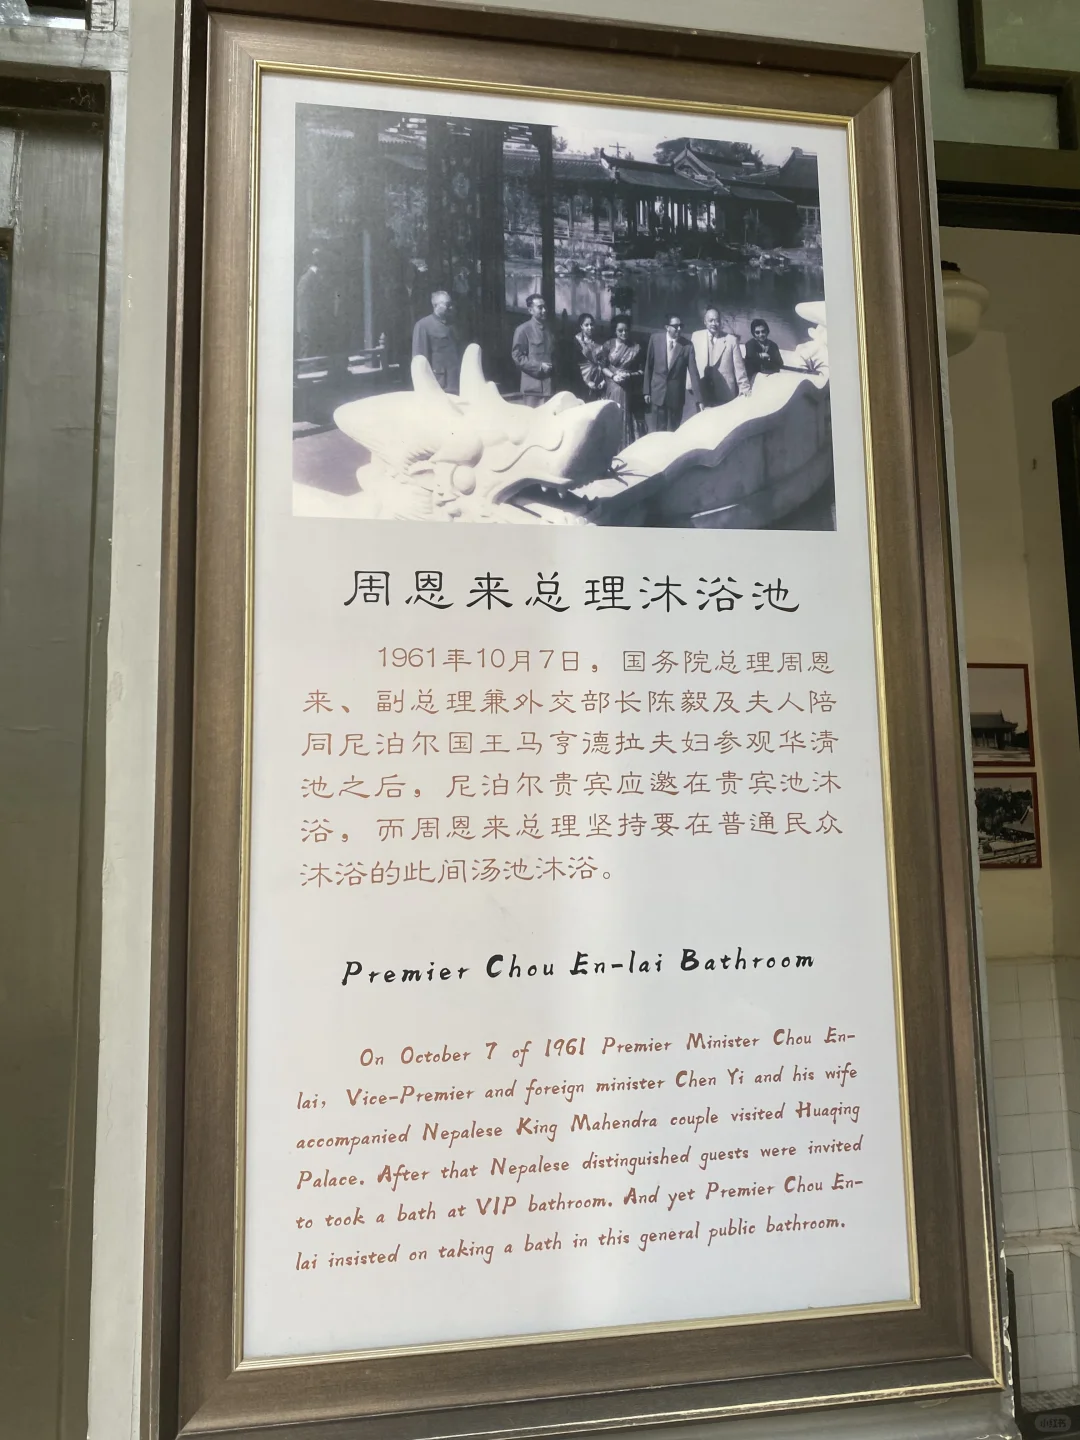 周恩来总理沐浴池
1961年10月7日，国务院总理周恩
来、副总理兼外交部长陈毅及夫人陪
同尼泊尔国王马亨德拉夫妇参观华清
池之后，尼泊尔贵宾应邀在贵宾池沐
浴，而周恩来总理坚持要在普通民众
沐浴的此间汤池沐浴。
Premier Chou En-lai Bathroom
On October 7 of 1961 Premier Minister Chou En-
lai, Vice-Premier and foreign minister Chen Yi and his wife
accompanied Nepalese King Mahendra couple visited Huaqing
Palace. After that Nepalese distinguished guests were invited
to took a bath at VIP bathroom. And yet Premier Chou En-
lai insisted on taking a bath in this general public bathroom.
小红书